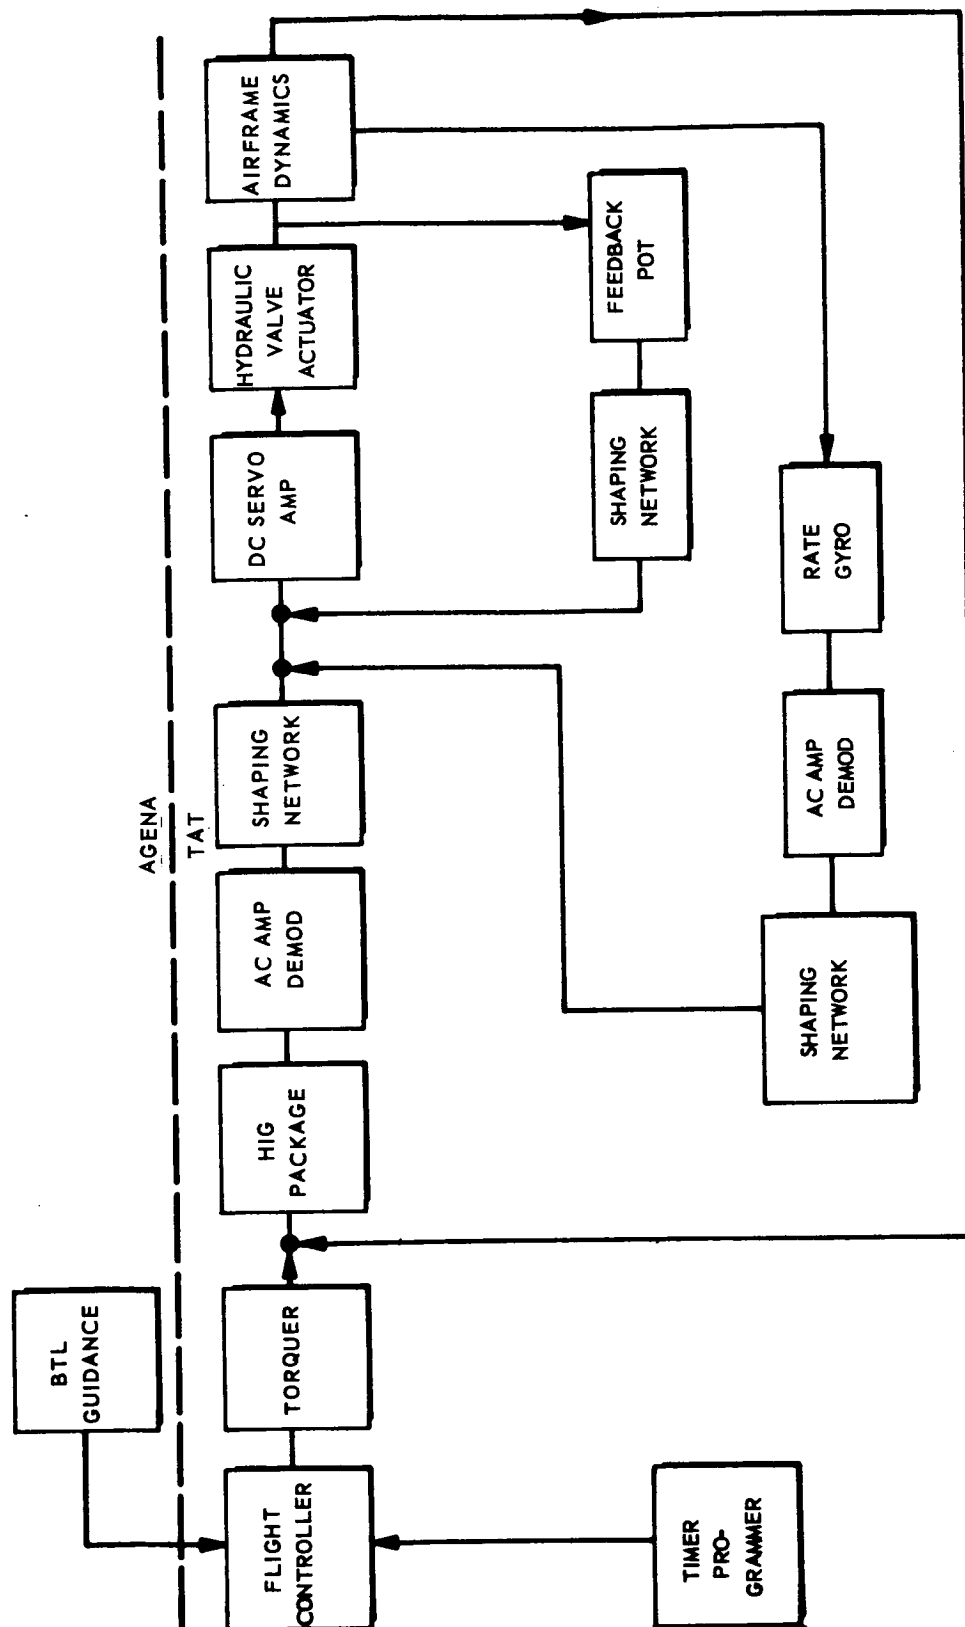 BTL
GUIDANCE
AGENA
TAT
FLIGHT
CONTROLLER
TORQUER
HIG
PACKAGE
AC AMP
DEMOD
SHAPING
NETWORK
DC SERVO
AMP
HYDRAULIC
VALVE
ACTUATOR
AIRFRAME
DYNAMICS
SHAPING
NETWORK
FEEDBACK
POT
TIMER
PRO-
GRAMMER
SHAPING
NETWORK
AC AMP
DEMOD
RATE
GYRO